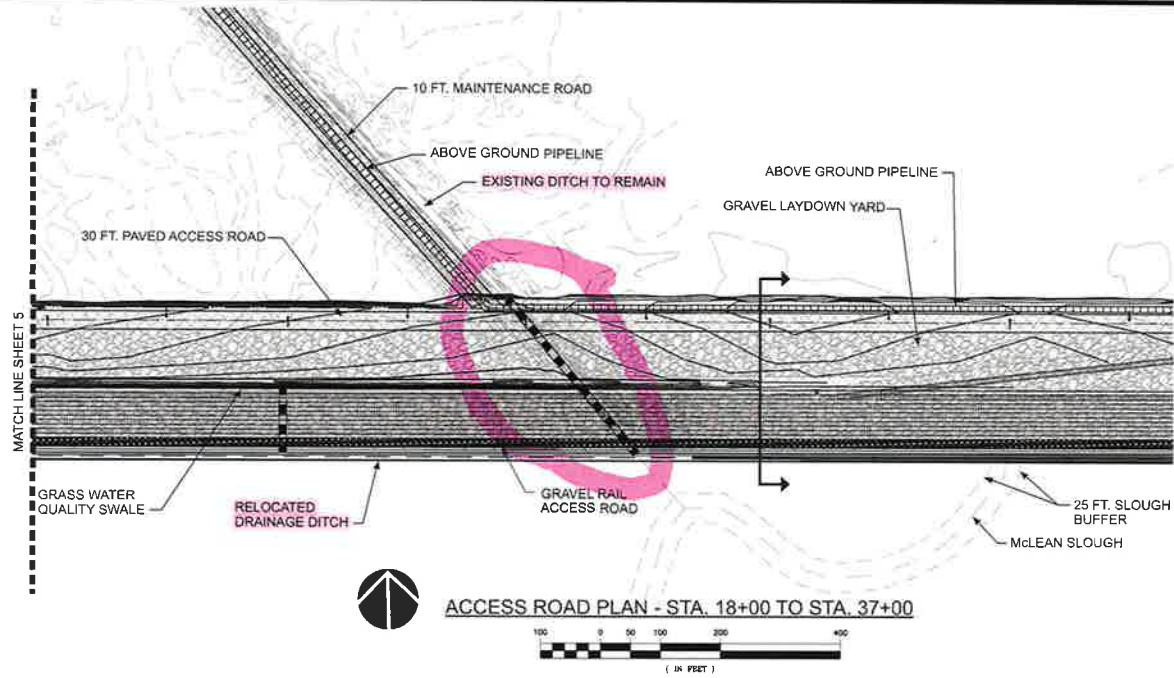 10 FT. MAINTENANCE ROAD
ABOVE GROUND PIPELINE
EXISTING DITCH TO REMAIN
ABOVE GROUND PIPELINE
GRAVEL LAYDOWN YARD
30 FT. PAVED ACCESS ROAD
MATCH LINE SHEET 5
GRASS WATER
QUALITY SWALE
RELOCATED
DRAINAGE DITCH
GRAVEL RAIL
ACCESS ROAD
25 FT. SLOUGH
BUFFER
McLEAN SLOUGH
ACCESS ROAD PLAN - STA. 18+00 TO STA. 37+00
100 0 50 100 200 400
( IN FEET )